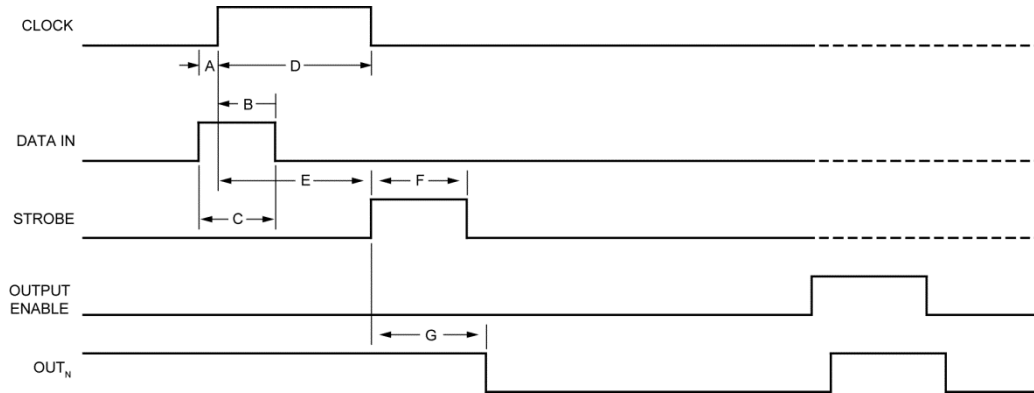 CLOCK
A
D
B
DATA IN
E
F
C
STROBE
OUTPUT
ENABLE
G
OUTN